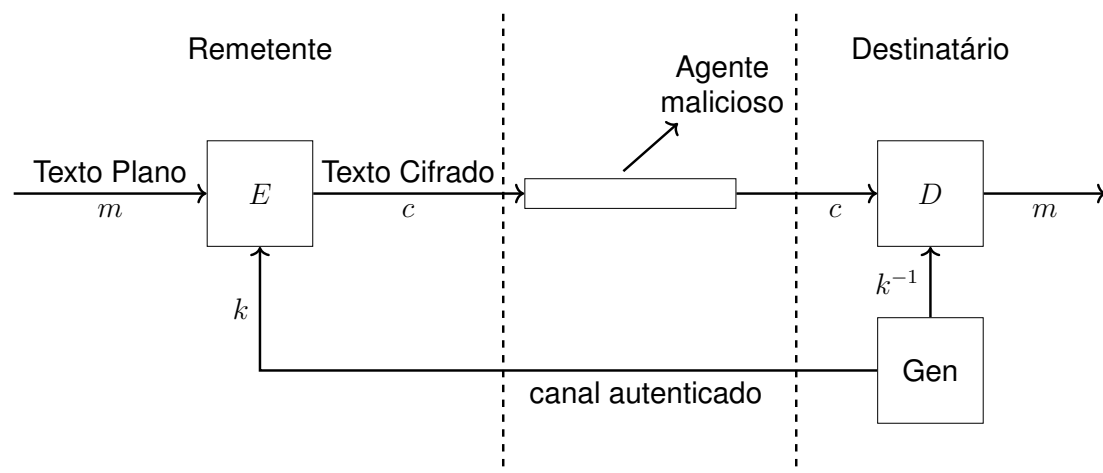 Remetente
Destinatário
Agente
malicioso
Texto Plano
m
E
Texto Cifrado
c
c
D
m
k
k⁻¹
Gen
canal autenticado